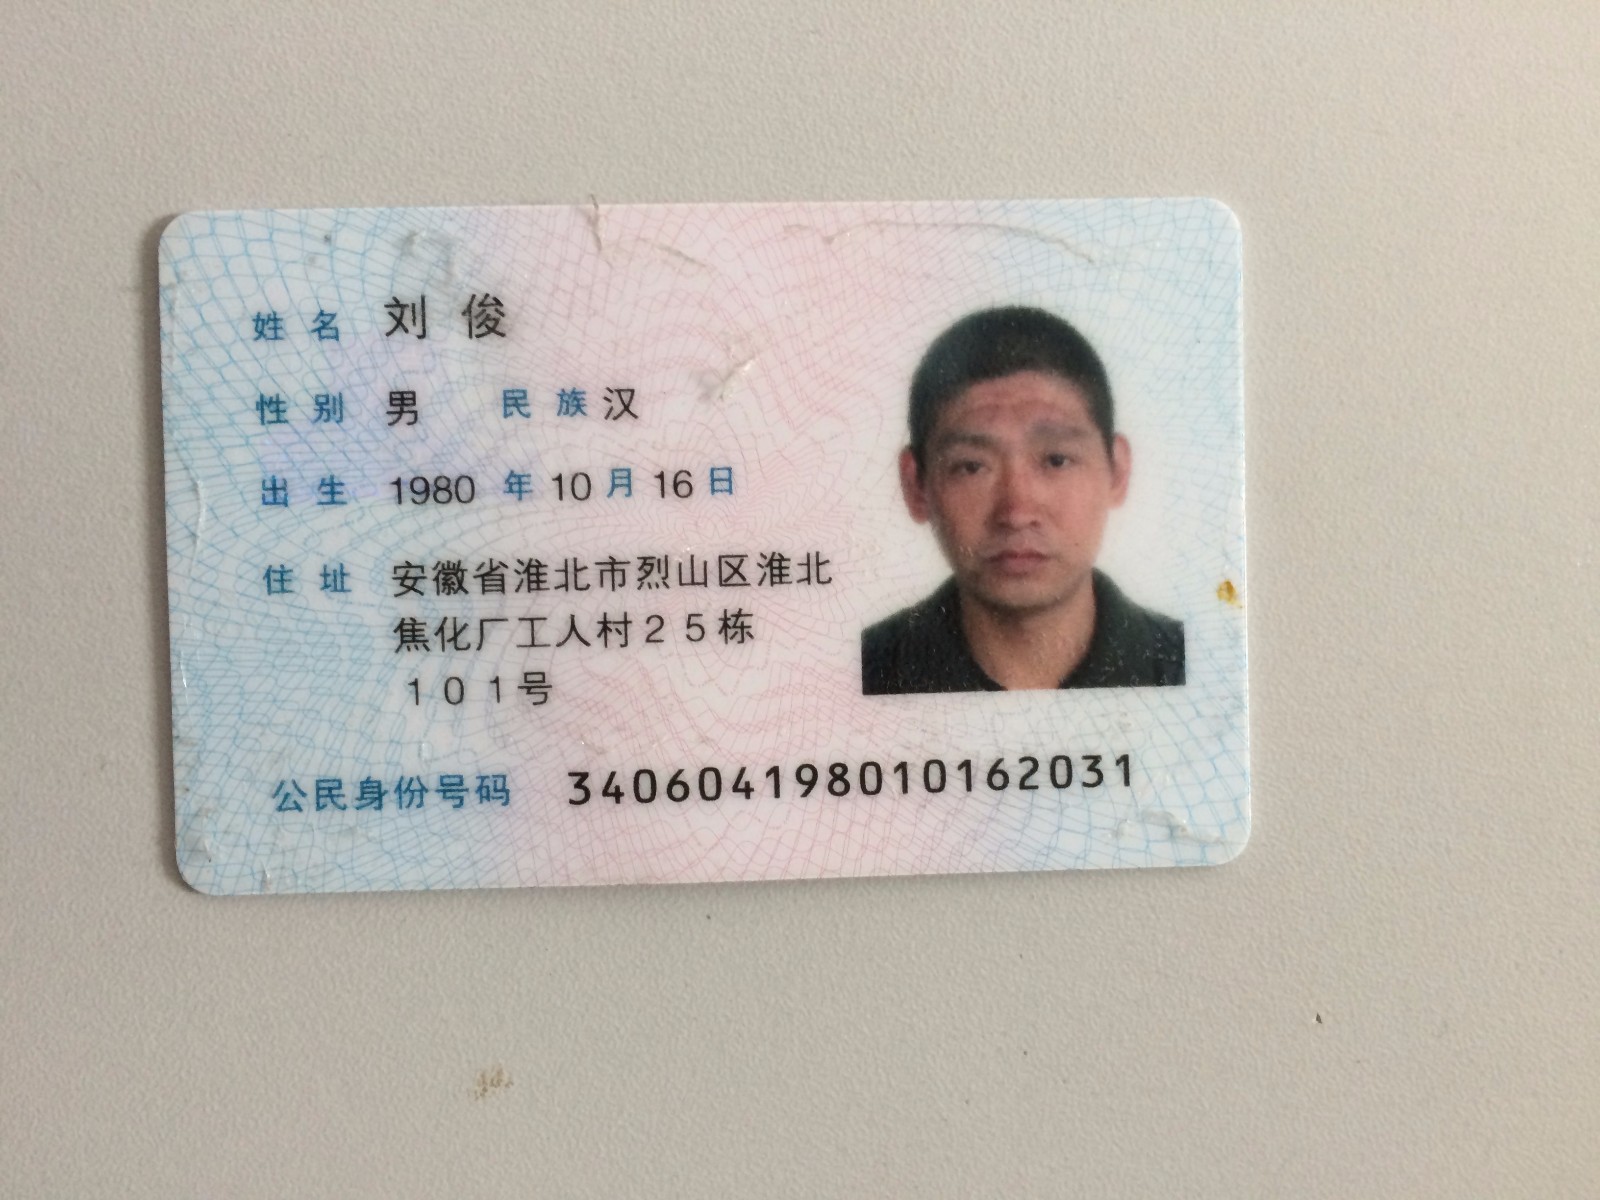 姓名 刘俊
性别 男 民族 汉
出生 1980 年 10 月 16 日
住址 安徽省淮北市烈山区淮北
焦化厂工人村25栋
101号
公民身份号码 340604198010162031